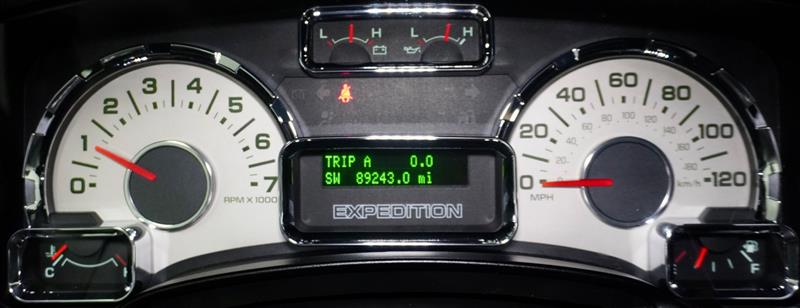 L H L H
0 1 2 3 4 5 6 7
RPM X 1000
TRIP A 0.0
SW 89243.0 mi
EXPEDITION
0 20 40 60 80 100 120
MPH km/h
C
F